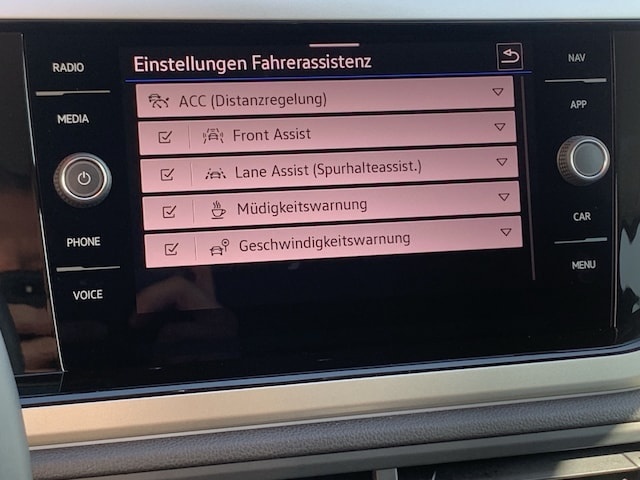 Einstellungen Fahrerassistenz
ACC (Distanzregelung)
Front Assist
Lane Assist (Spurhalteassist.)
Müdigkeitswarnung
Geschwindigkeitswarnung
RADIO
MEDIA
PHONE
VOICE
NAV
APP
CAR
MENU